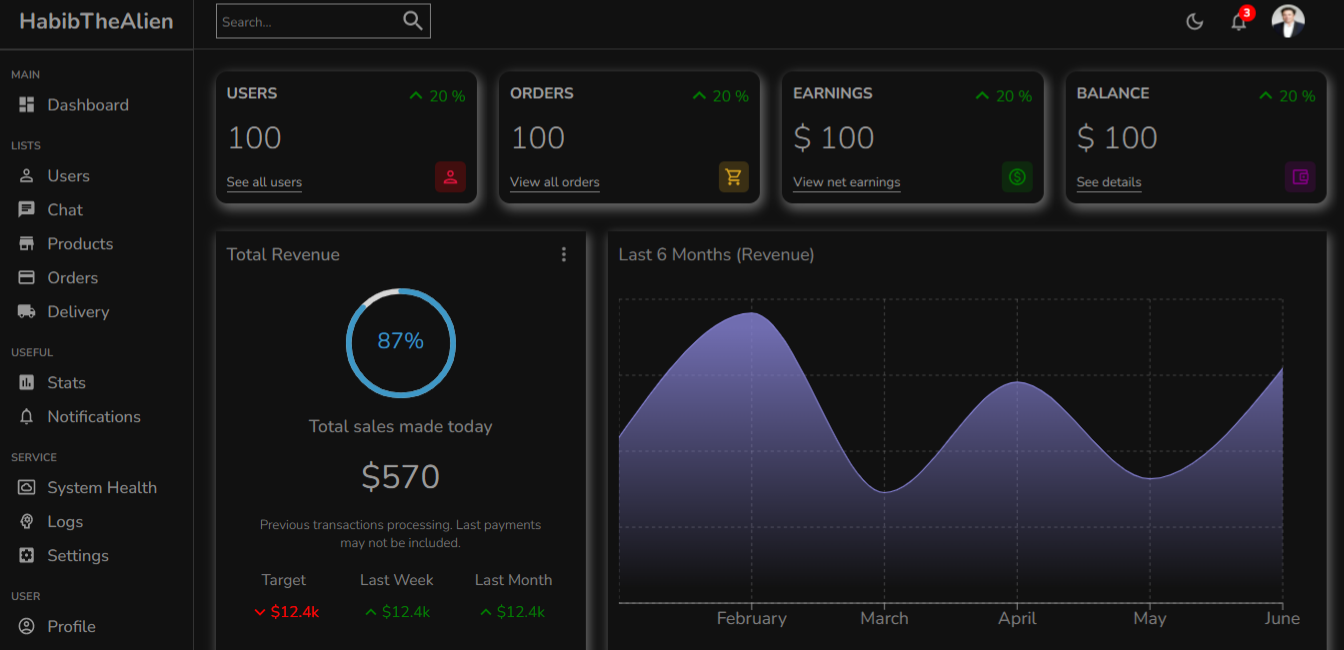 HabibTheAlien
Search...
3
MAIN
Dashboard
LISTS
Users
Chat
Products
Orders
Delivery
USEFUL
Stats
Notifications
SERVICE
System Health
Logs
Settings
USER
Profile
USERS
20 %
100
See all users
ORDERS
20 %
100
View all orders
EARNINGS
20 %
$ 100
View net earnings
BALANCE
20 %
$ 100
See details
Total Revenue
87%
Total sales made today
$570
Previous transactions processing. Last payments
may not be included.
Target
Last Week
Last Month
$12.4k
$12.4k
$12.4k
Last 6 Months (Revenue)
February
March
April
May
June